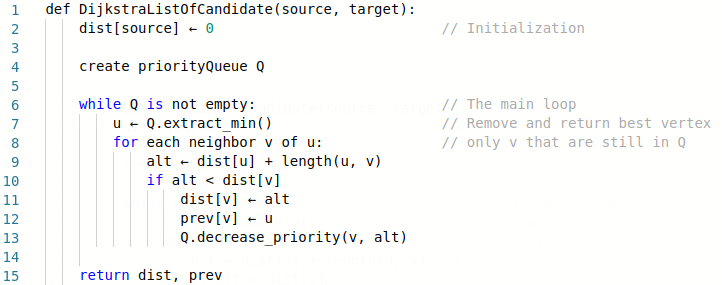 1 def DijkstraListOfCandidate(source, target):
2 dist[source] ← 0 // Initialization
3
4 create priorityQueue Q
5
6 while Q is not empty: // The main loop
7 u ← Q.extract_min() // Remove and return best vertex
8 for each neighbor v of u: // only v that are still in Q
9 alt ← dist[u] + length(u, v)
10 if alt < dist[v]
11 dist[v] ← alt
12 prev[v] ← u
13 Q.decrease_priority(v, alt)
14
15 return dist, prev